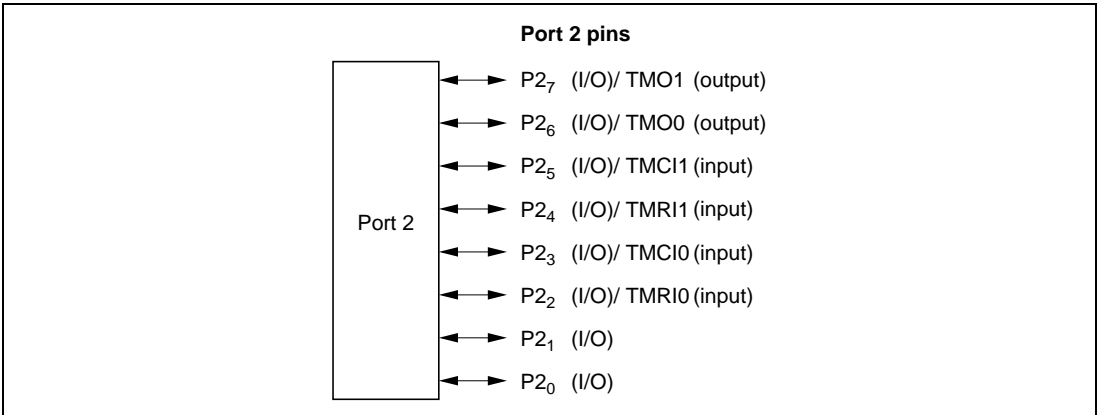 Port 2 pins
P2₇ (I/O)/ TMO1 (output)
P2₆ (I/O)/ TMO0 (output)
P2₅ (I/O)/ TMCI1 (input)
Port 2
P2₄ (I/O)/ TMRI1 (input)
P2₃ (I/O)/ TMCI0 (input)
P2₂ (I/O)/ TMRI0 (input)
P2₁ (I/O)
P2₀ (I/O)